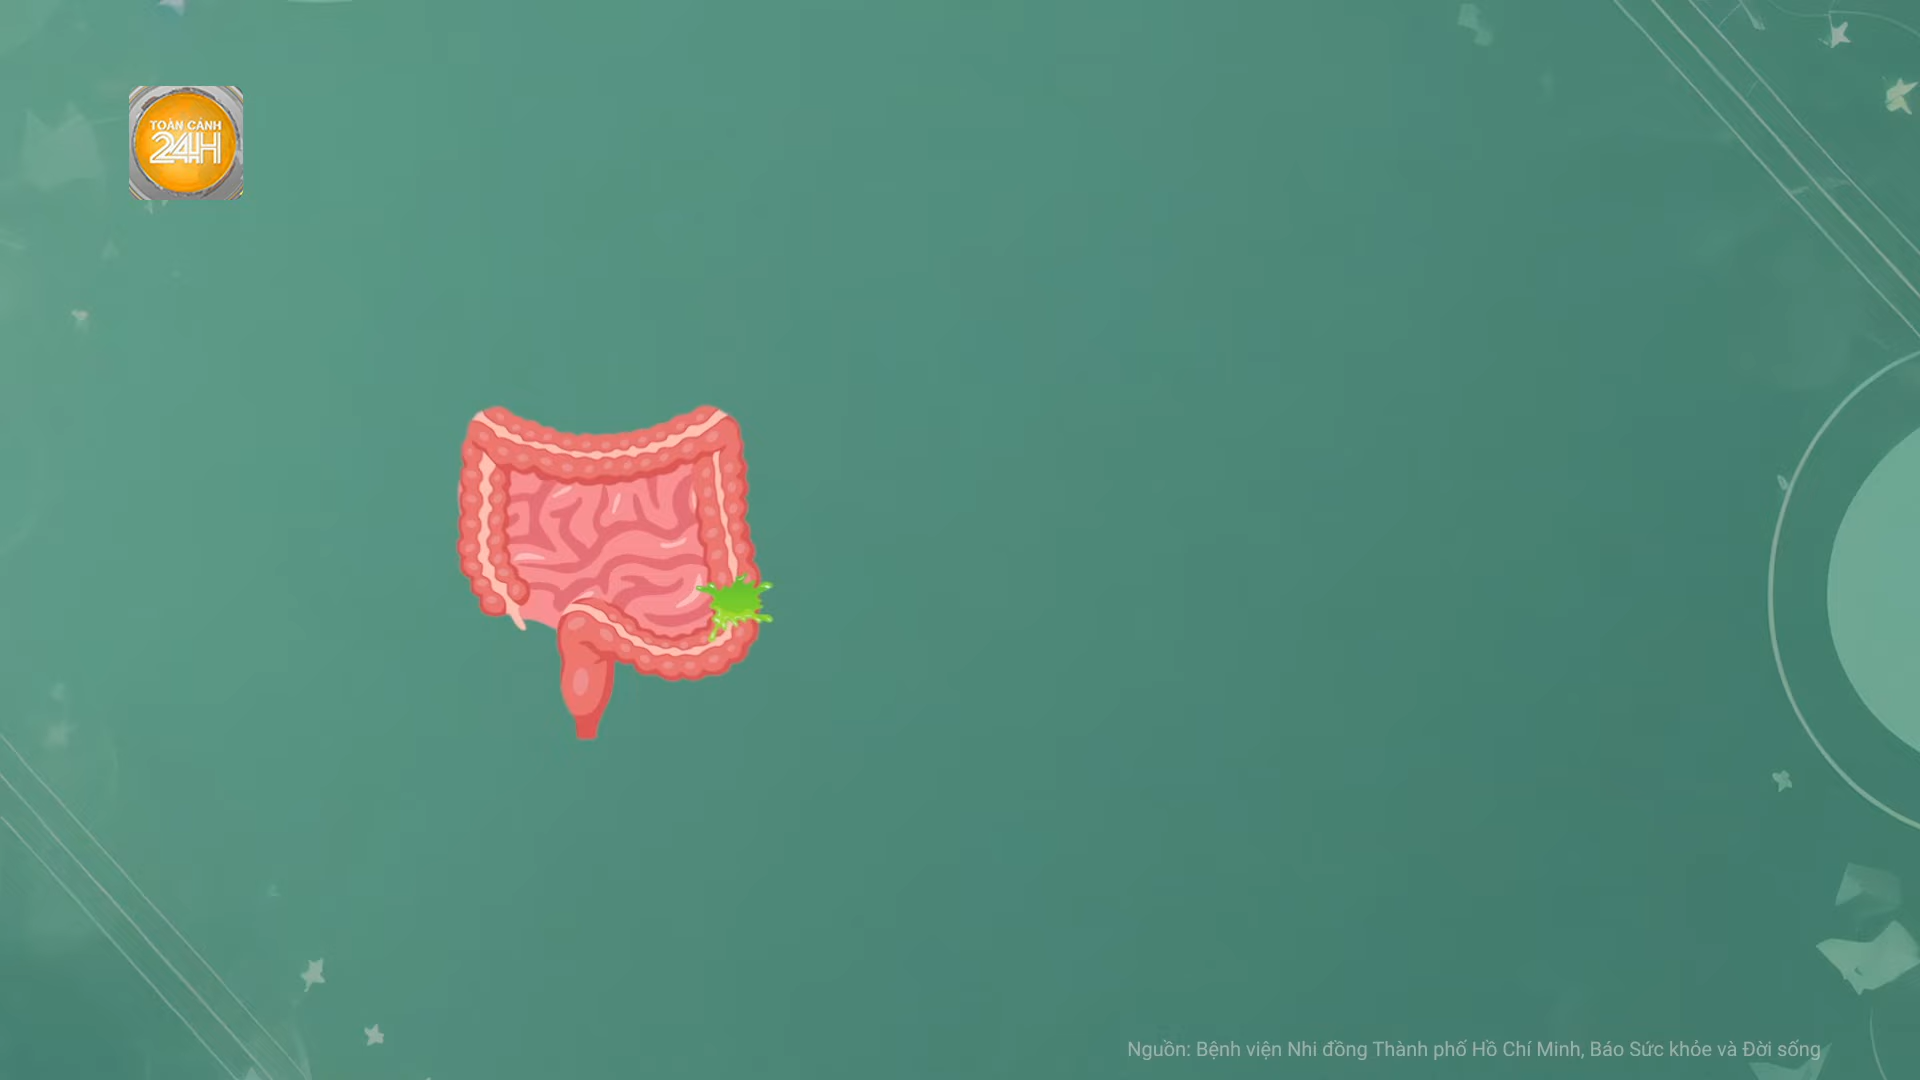 TOÀN CẢNH
24H
Nguồn: Bệnh viện Nhi đồng Thành phố Hồ Chí Minh, Báo Sức khỏe và Đời sống